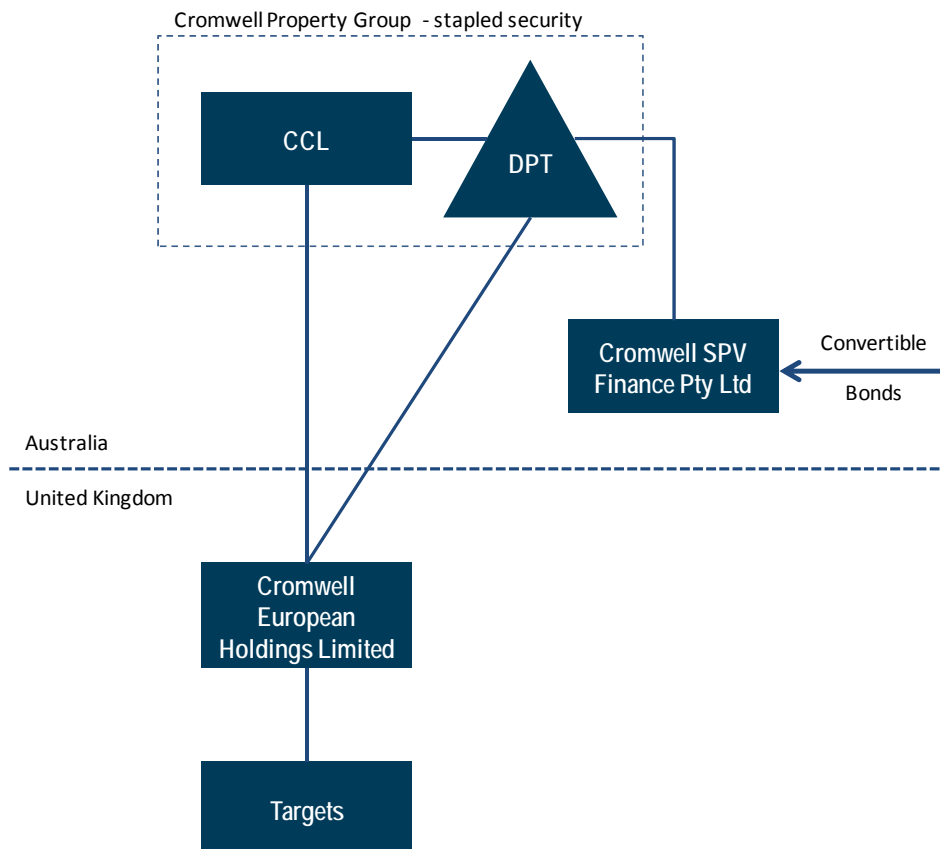 Cromwell Property Group - stapled security
CCL
DPT
Cromwell SPV
Finance Pty Ltd
Convertible
Bonds
Australia
United Kingdom
Cromwell
European
Holdings Limited
Targets